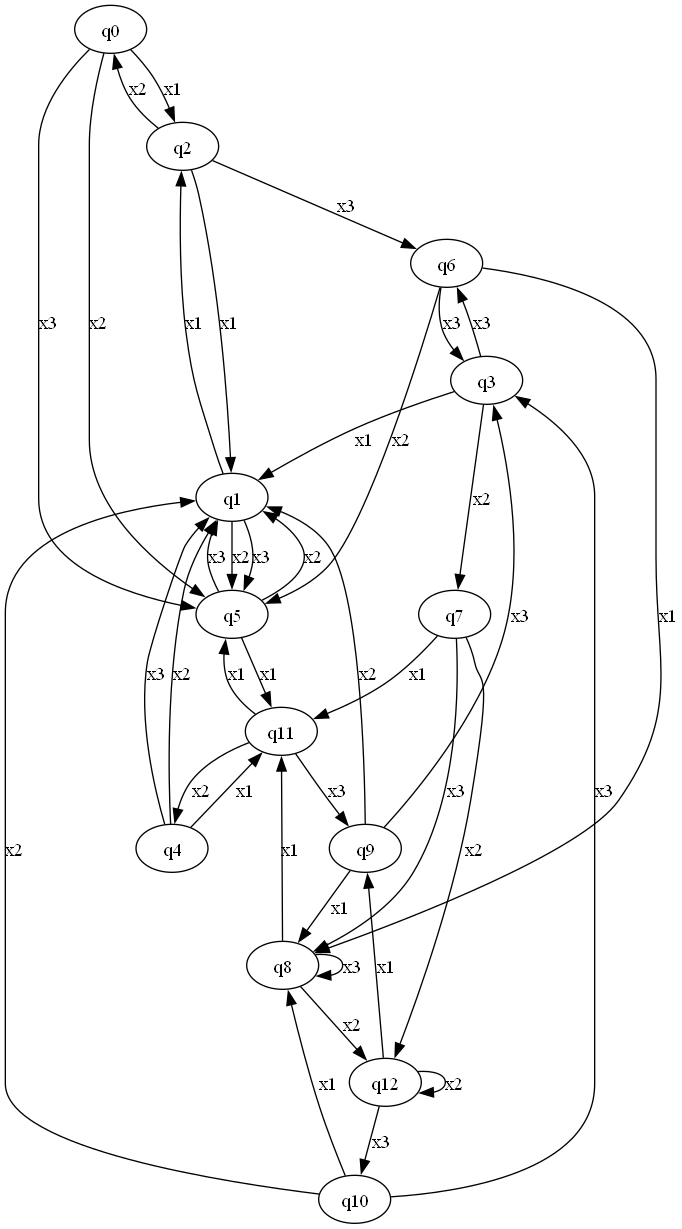 q0
x2 x1
q2
x3
q6
x3 x2 x1 x1 x3 x3
q3
x1 x2
x2
q1
x3 x2 x3 x2
q5 q7
x3 x2 x1 x1 x2 x1 x3 x1
q11
x2 x1 x3 x3 x3
q4 q9
x2 x1 x1 x2
q8
x3 x1
x2
q12
x1 x2
x3
q10